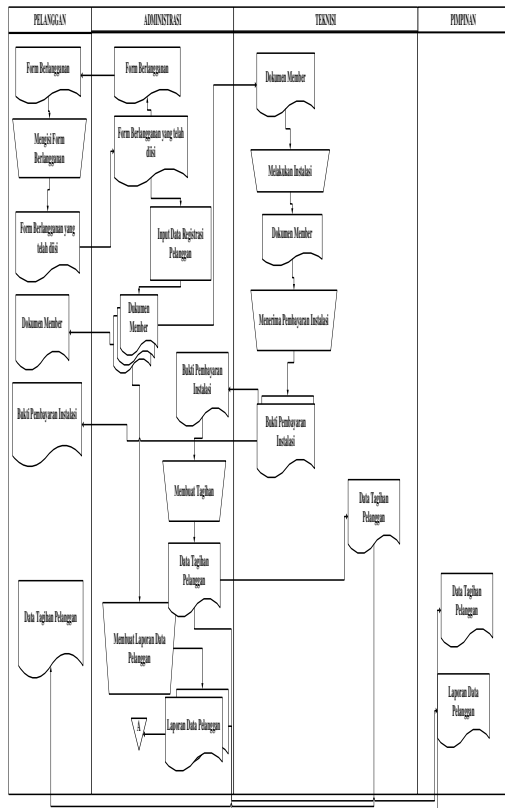 PELANGGAN
ADMINISTRASI
TEKNISI
PIMPINAN
Form Berlangganan
Mengisi Form
Berlangganan
Form Berlangganan yang
telah diisi
Dokumen Member
Bukti Pembayaran Instalasi
Data Tagihan Pelanggan
Form Berlangganan
Form Berlangganan yang telah
diisi
Input Data Registrasi
Pelanggan
Dokumen
Member
Bukti Pembayaran
Instalasi
Membuat Tagihan
Data Tagihan
Pelanggan
Membuat Laporan Data
Pelanggan
Laporan Data Pelanggan
A
Dokumen Member
Melakukan Instalasi
Dokumen Member
Menerima Pembayaran Instalasi
Bukti Pembayaran
Instalasi
Data Tagihan
Pelanggan
Data Tagihan
Pelanggan
Laporan Data
Pelanggan